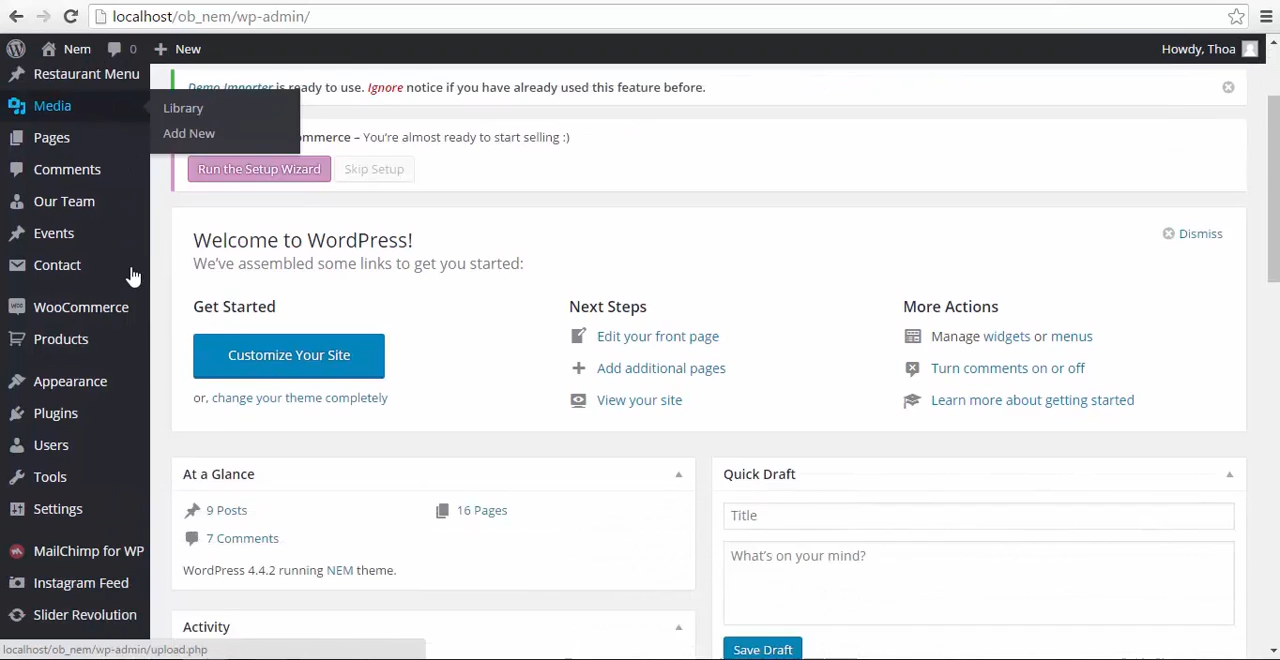 localhost/ob_nem/wp-admin/
Nem
0
New
Howdy, Thoa
Restaurant Menu
Media
Library
Add New
Pages
Comments
Our Team
Events
Contact
WooCommerce
Products
Appearance
Plugins
Users
Tools
Settings
MailChimp for WP
Instagram Feed
Slider Revolution
Demo Importer is ready to use. Ignore notice if you have already used this feature before.
ommerce – You're almost ready to start selling :)
Run the Setup Wizard
Skip Setup
Welcome to WordPress!
Dismiss
We've assembled some links to get you started:
Get Started
Customize Your Site
or, change your theme completely
Next Steps
Edit your front page
Add additional pages
View your site
More Actions
Manage widgets or menus
Turn comments on or off
Learn more about getting started
At a Glance
9 Posts
16 Pages
7 Comments
WordPress 4.4.2 running NEM theme.
Activity
Quick Draft
Title
What's on your mind?
Save Draft
localhost/ob_nem/wp-admin/upload.php